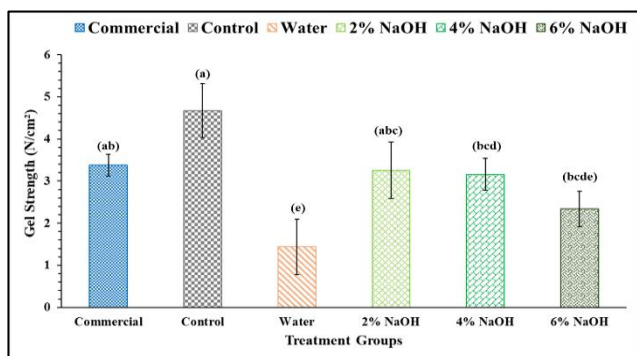 Commercial Control Water 2% NaOH 4% NaOH 6% NaOH
Gel Strength (N/cm²)
6
5
4
3
2
1
0
(ab)
(a)
(e)
(abc)
(bcd)
(bcde)
Commercial Control Water 2% NaOH 4% NaOH 6% NaOH
Treatment Groups